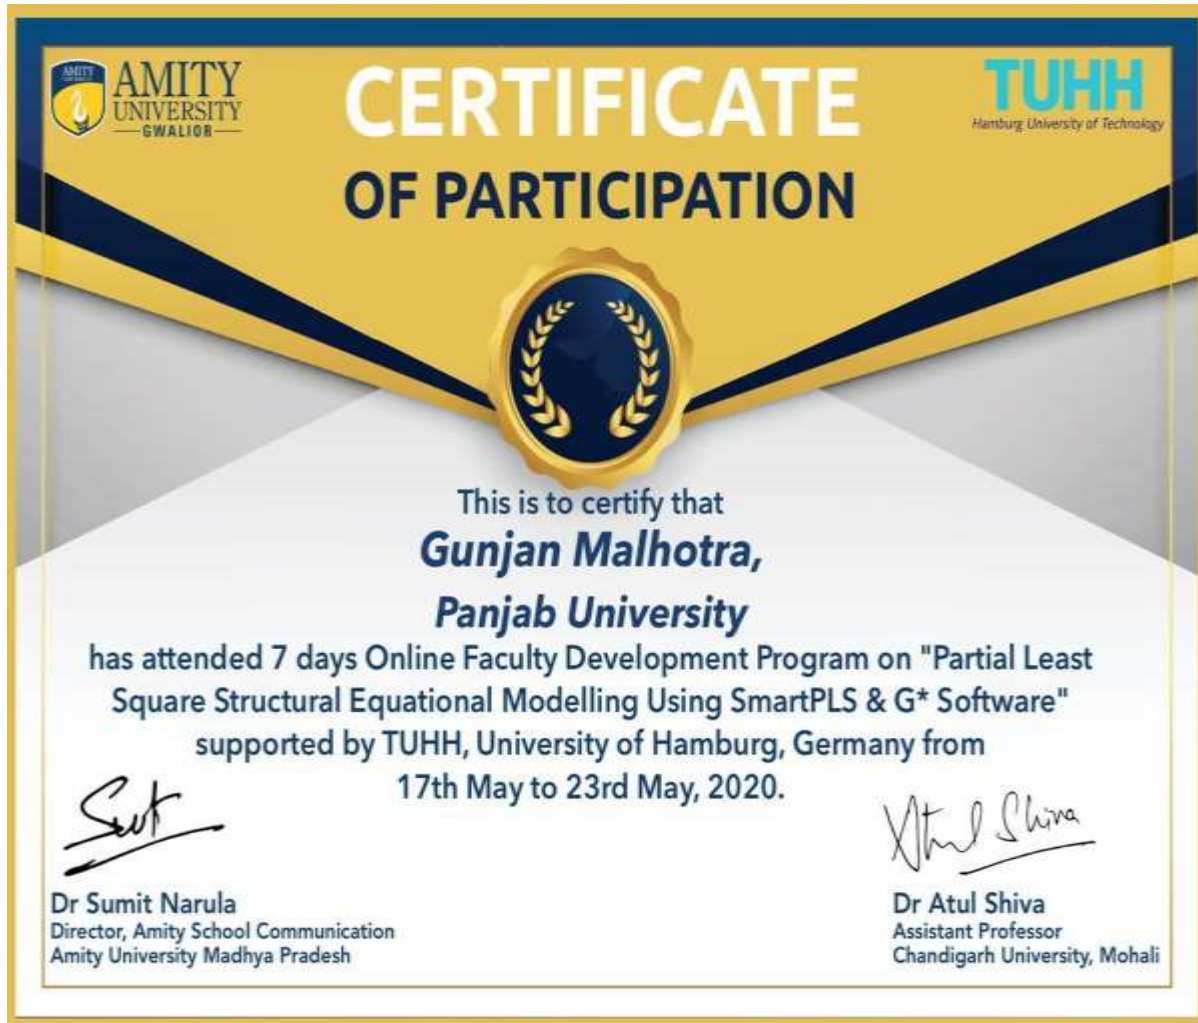 AMITY
AMITY
UNIVERSITY
GWALIOR
CERTIFICATE
OF PARTICIPATION
TUHH
Hamburg University of Technology
This is to certify that
Gunjan Malhotra,
Panjab University
has attended 7 days Online Faculty Development Program on "Partial Least
Square Structural Equational Modelling Using SmartPLS & G* Software"
supported by TUHH, University of Hamburg, Germany from
17th May to 23rd May, 2020.
Atul Shiva
Dr Sumit Narula
Director, Amity School Communication
Amity University Madhya Pradesh
Dr Atul Shiva
Assistant Professor
Chandigarh University, Mohali